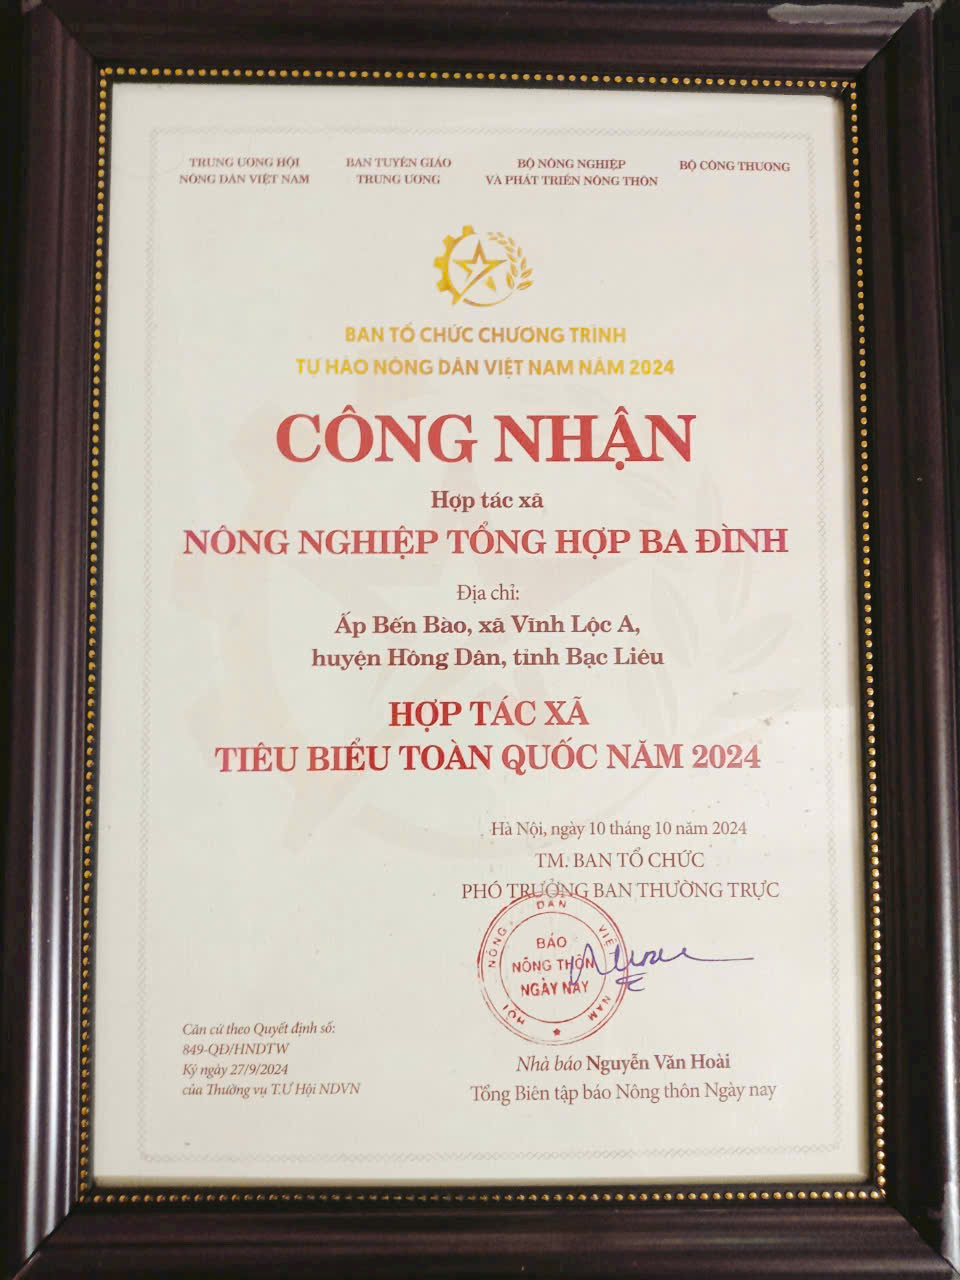 TRUNG ƯƠNG HỘI
NÔNG DÂN VIỆT NAM
BAN TUYÊN GIÁO
TRUNG ƯƠNG
BỘ NÔNG NGHIỆP
VÀ PHÁT TRIỂN NÔNG THÔN
BỘ CÔNG THƯƠNG
BAN TỔ CHỨC CHƯƠNG TRÌNH
TỰ HÀO NÔNG DÂN VIỆT NAM NĂM 2024
CÔNG NHẬN
Hợp tác xã
NÔNG NGHIỆP TỔNG HỢP BA ĐÌNH
Địa chỉ:
Ấp Bến Bào, xã Vĩnh Lộc A,
huyện Hồng Dân, tỉnh Bạc Liêu
HỢP TÁC XÃ
TIÊU BIỂU TOÀN QUỐC NĂM 2024
Hà Nội, ngày 10 tháng 10 năm 2024
TM. BAN TỔ CHỨC
PHÓ TRƯỞNG BAN THƯỜNG TRỰC
HỘI NÔNG DÂN VIỆT NAM
BÁO
NÔNG THÔN
NGÀY NAY
Căn cứ theo Quyết định số:
849-QĐ/HNDTW
Ký ngày 27/9/2024
của Thường vụ T.Ư Hội NDVN
Nhà báo Nguyễn Văn Hoài
Tổng Biên tập báo Nông thôn Ngày nay